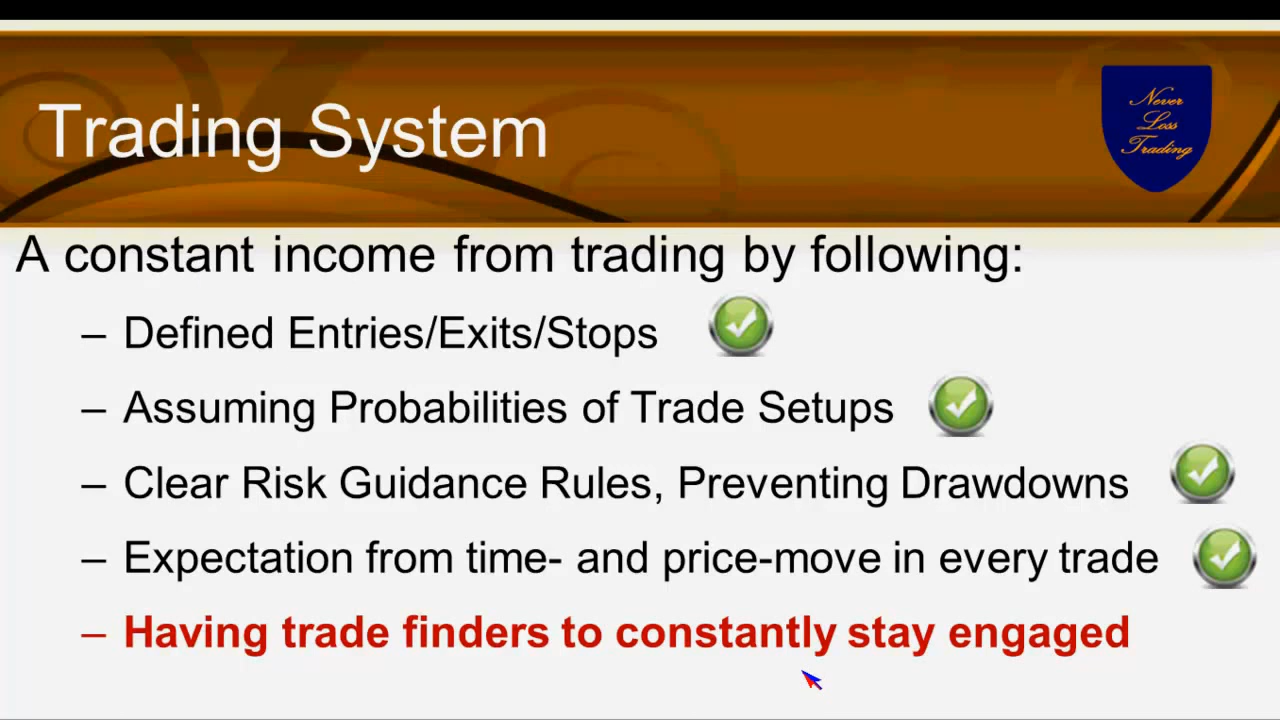 Trading System
Never
Loss
Trading
A constant income from trading by following:
– Defined Entries/Exits/Stops
– Assuming Probabilities of Trade Setups
– Clear Risk Guidance Rules, Preventing Drawdowns
– Expectation from time- and price-move in every trade
– Having trade finders to constantly stay engaged